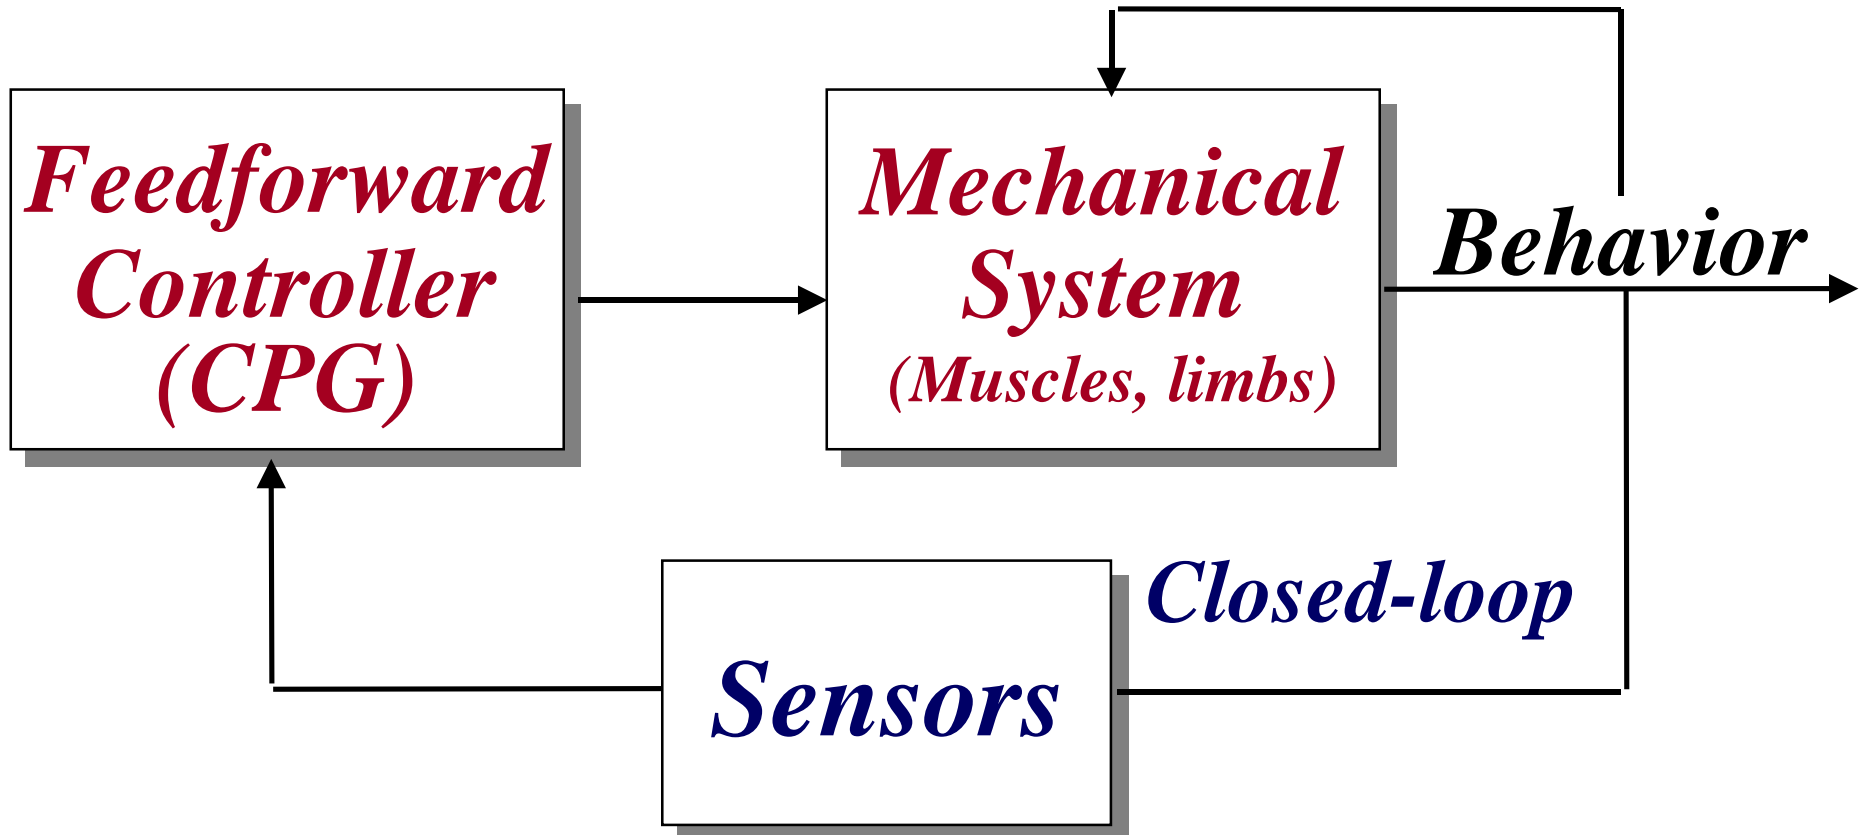 Feedforward
Controller
(CPG)
Mechanical
System
(Muscles, limbs)
Behavior
Closed-loop
Sensors